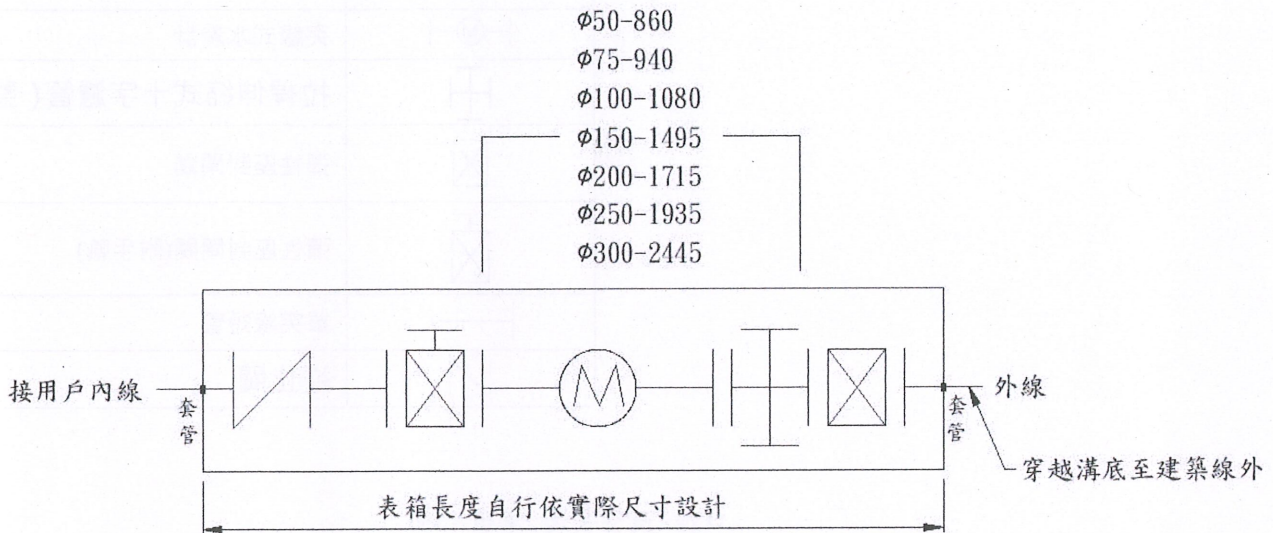 φ50-860
φ75-940
φ100-1080
φ150-1495
φ200-1715
φ250-1935
φ300-2445
接用戶內線
套管
M
套管
外線
穿越溝底至建築線外
表箱長度自行依實際尺寸設計